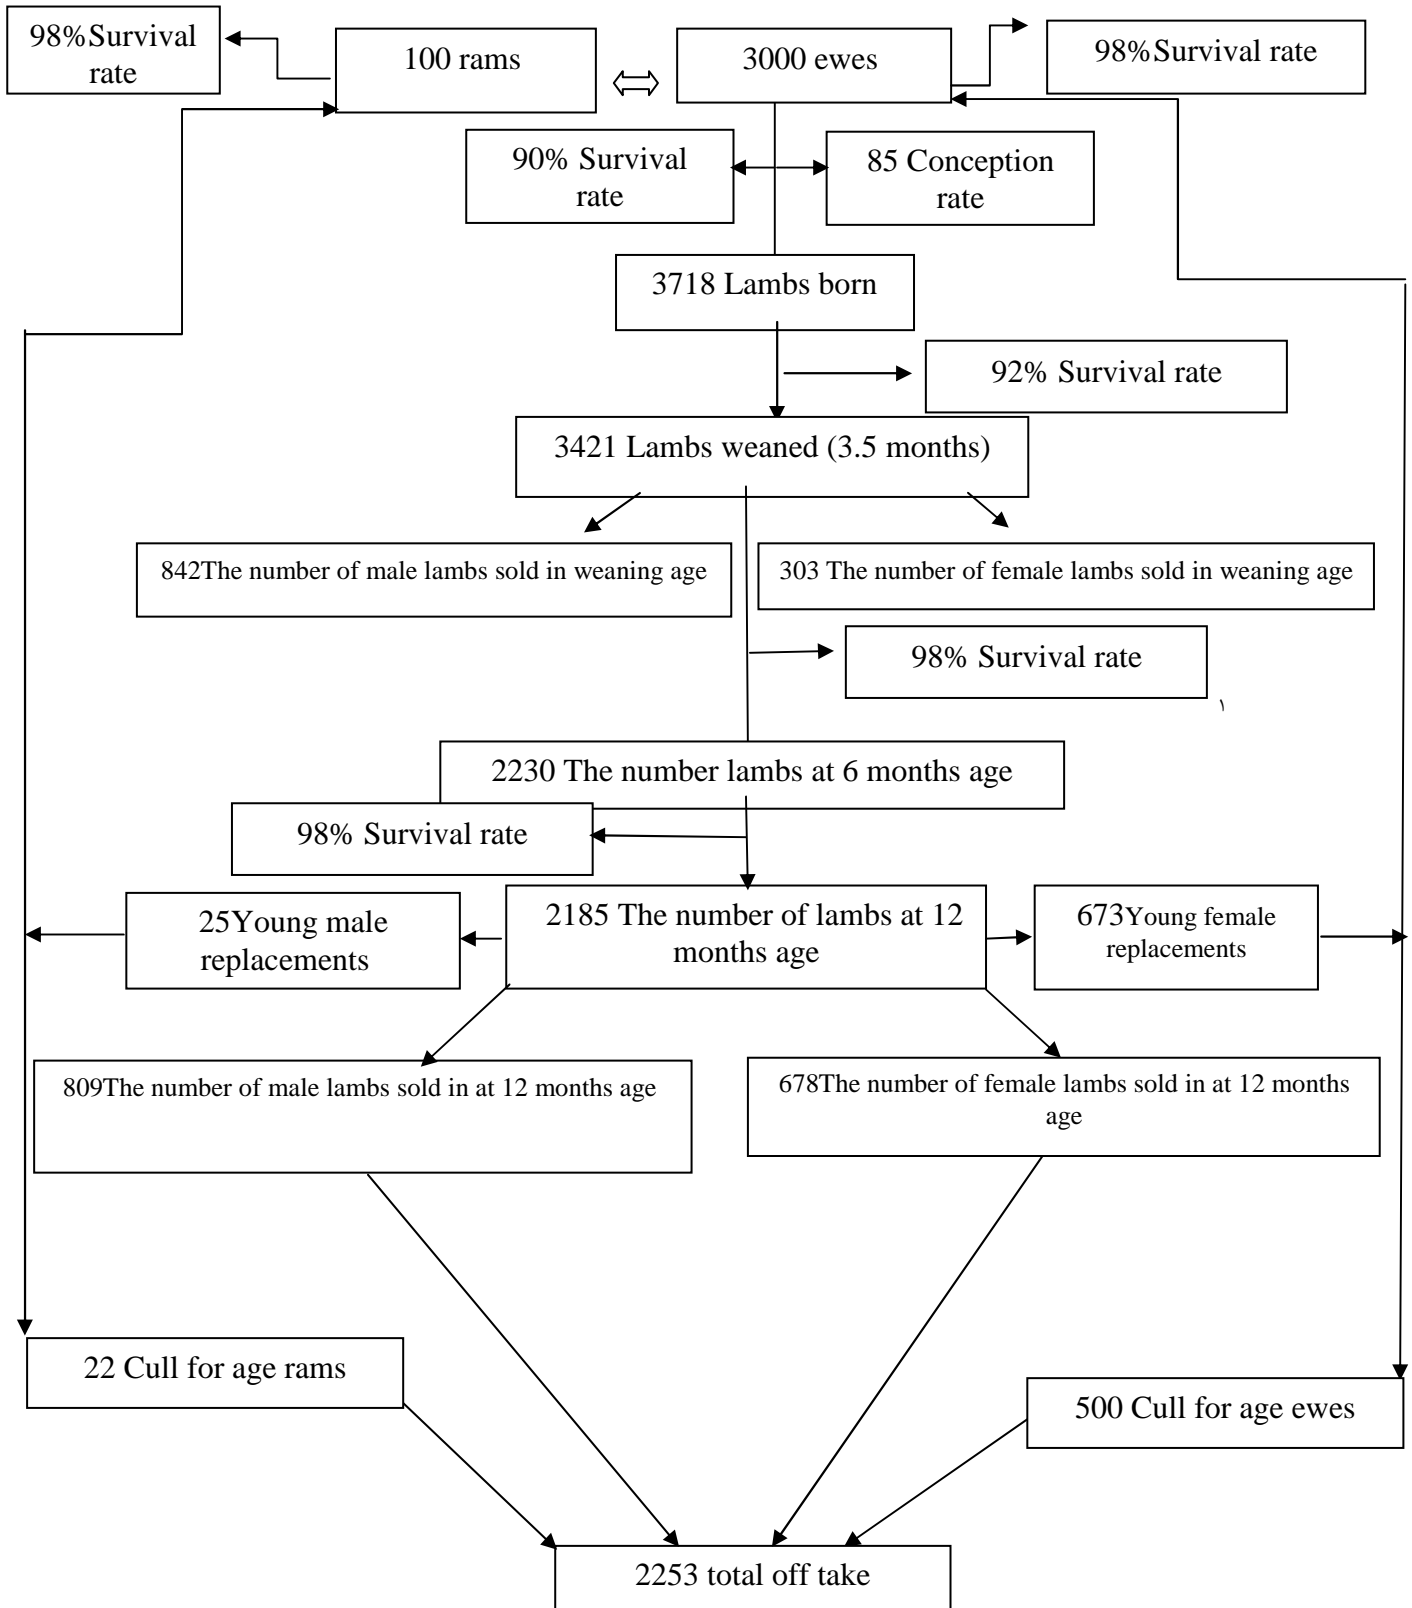 98%Survival
rate
100 rams
3000 ewes
98%Survival rate
90% Survival
rate
85 Conception
rate
3718 Lambs born
92% Survival rate
3421 Lambs weaned (3.5 months)
842The number of male lambs sold in weaning age
303 The number of female lambs sold in weaning age
98% Survival rate
١
2230 The number lambs at 6 months age
98% Survival rate
25Young male
replacements
2185 The number of lambs at 12
months age
673Young female
replacements
809The number of male lambs sold in at 12 months age
678The number of female lambs sold in at 12 months
age
22 Cull for age rams
500 Cull for age ewes
2253 total off take